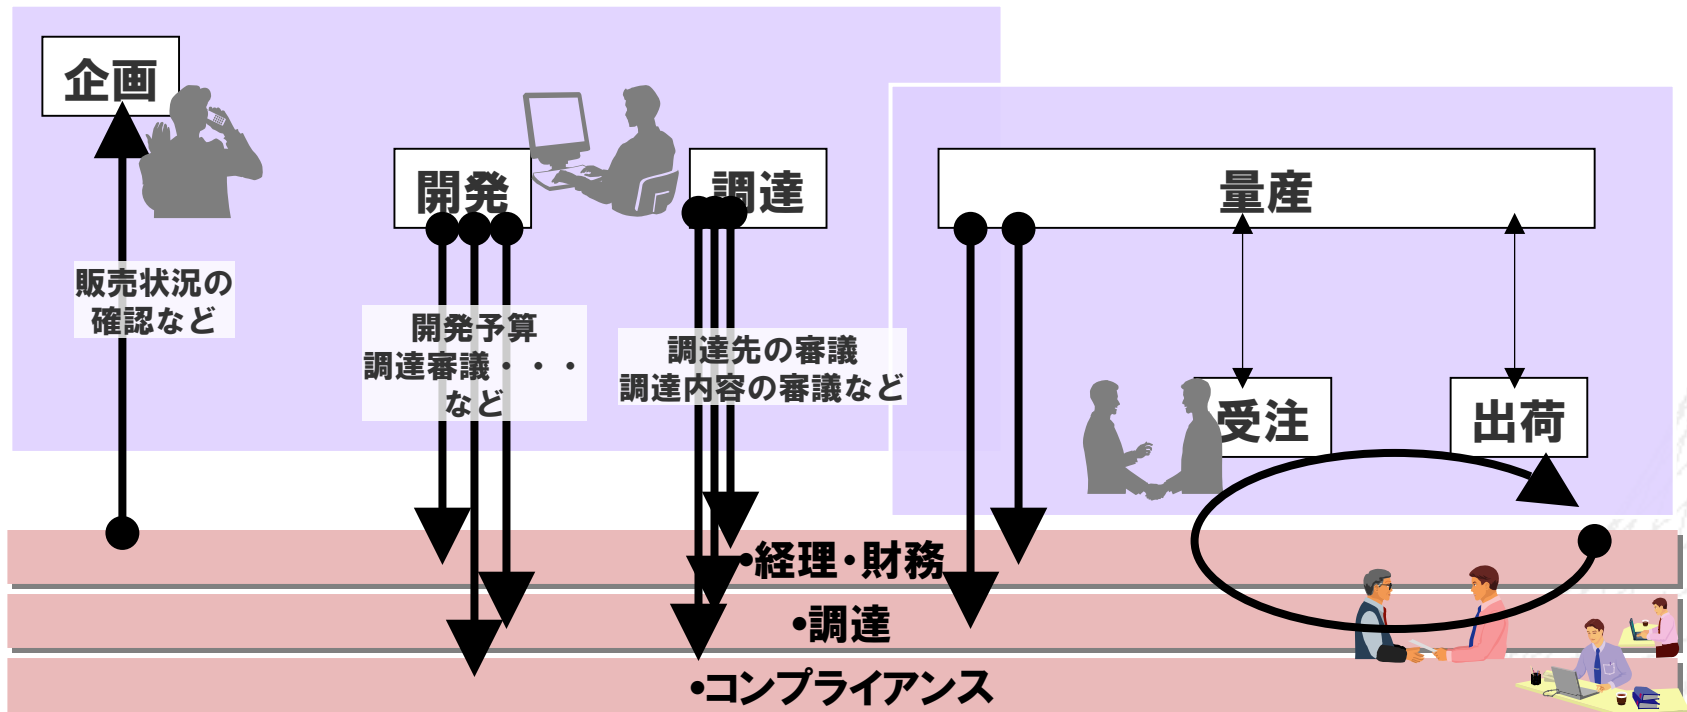 企画
開発
調達
量産
販売状況の
確認など
開発予算
調達審議・・・
など
調達先の審議
調達内容の審議など
受注
出荷
•経理・財務
•調達
•コンプライアンス